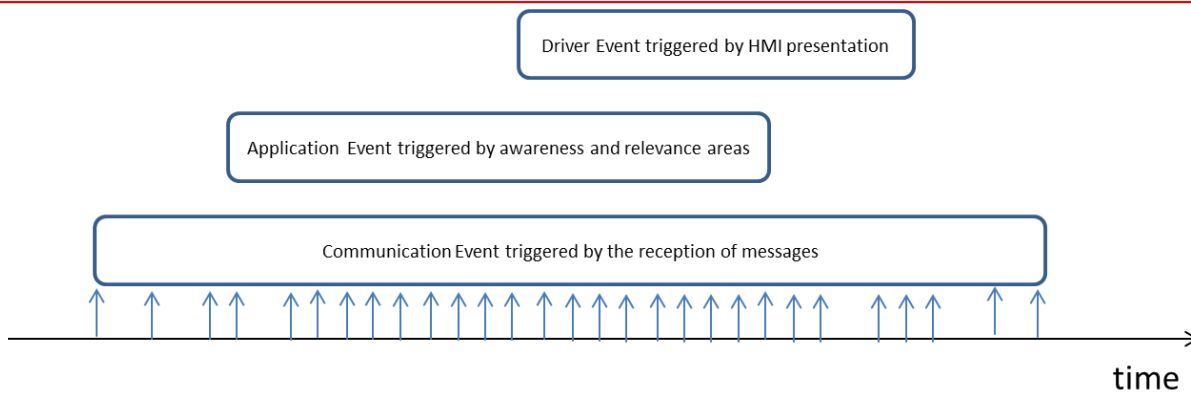 Driver Event triggered by HMI presentation
Application Event triggered by awareness and relevance areas
Communication Event triggered by the reception of messages
time